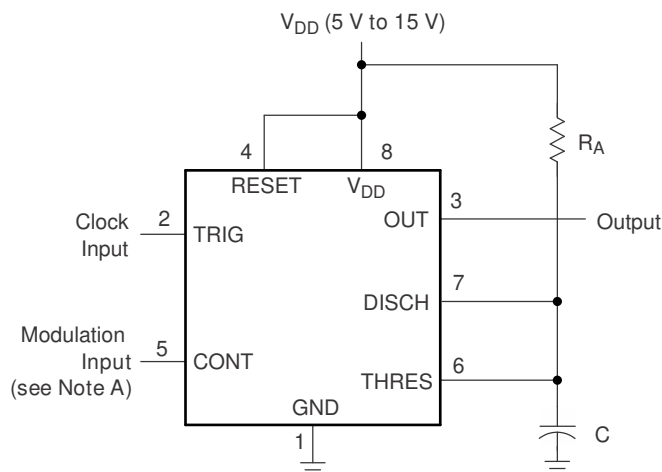 V_DD (5 V to 15 V)
4
8
RESET
V_DD
R_A
Clock
Input
2
TRIG
OUT
3
Output
DISCH
7
Modulation
Input
(see Note A)
5
CONT
THRES
6
GND
1
C